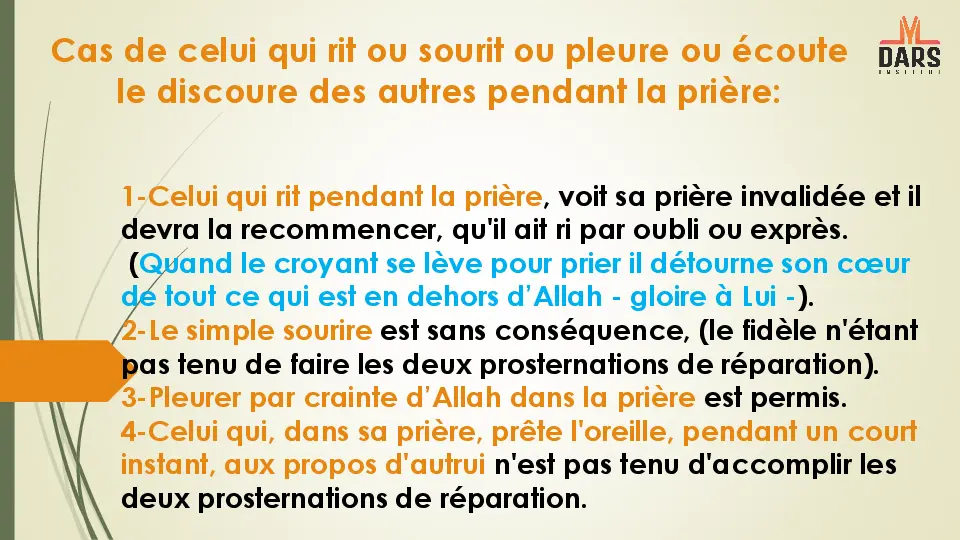 Cas de celui qui rit ou sourit ou pleure ou écoute
le discoure des autres pendant la prière:
DARS
INSTITUT
1-Celui qui rit pendant la prière, voit sa prière invalidée et il
devra la recommencer, qu'il ait ri par oubli ou exprès.
(Quand le croyant se lève pour prier il détourne son cœur
de tout ce qui est en dehors d’Allah - gloire à Lui -).
2-Le simple sourire est sans conséquence, (le fidèle n'étant
pas tenu de faire les deux prosternations de réparation).
3-Pleurer par crainte d’Allah dans la prière est permis.
4-Celui qui, dans sa prière, prête l'oreille, pendant un court
instant, aux propos d'autrui n'est pas tenu d'accomplir les
deux prosternations de réparation.